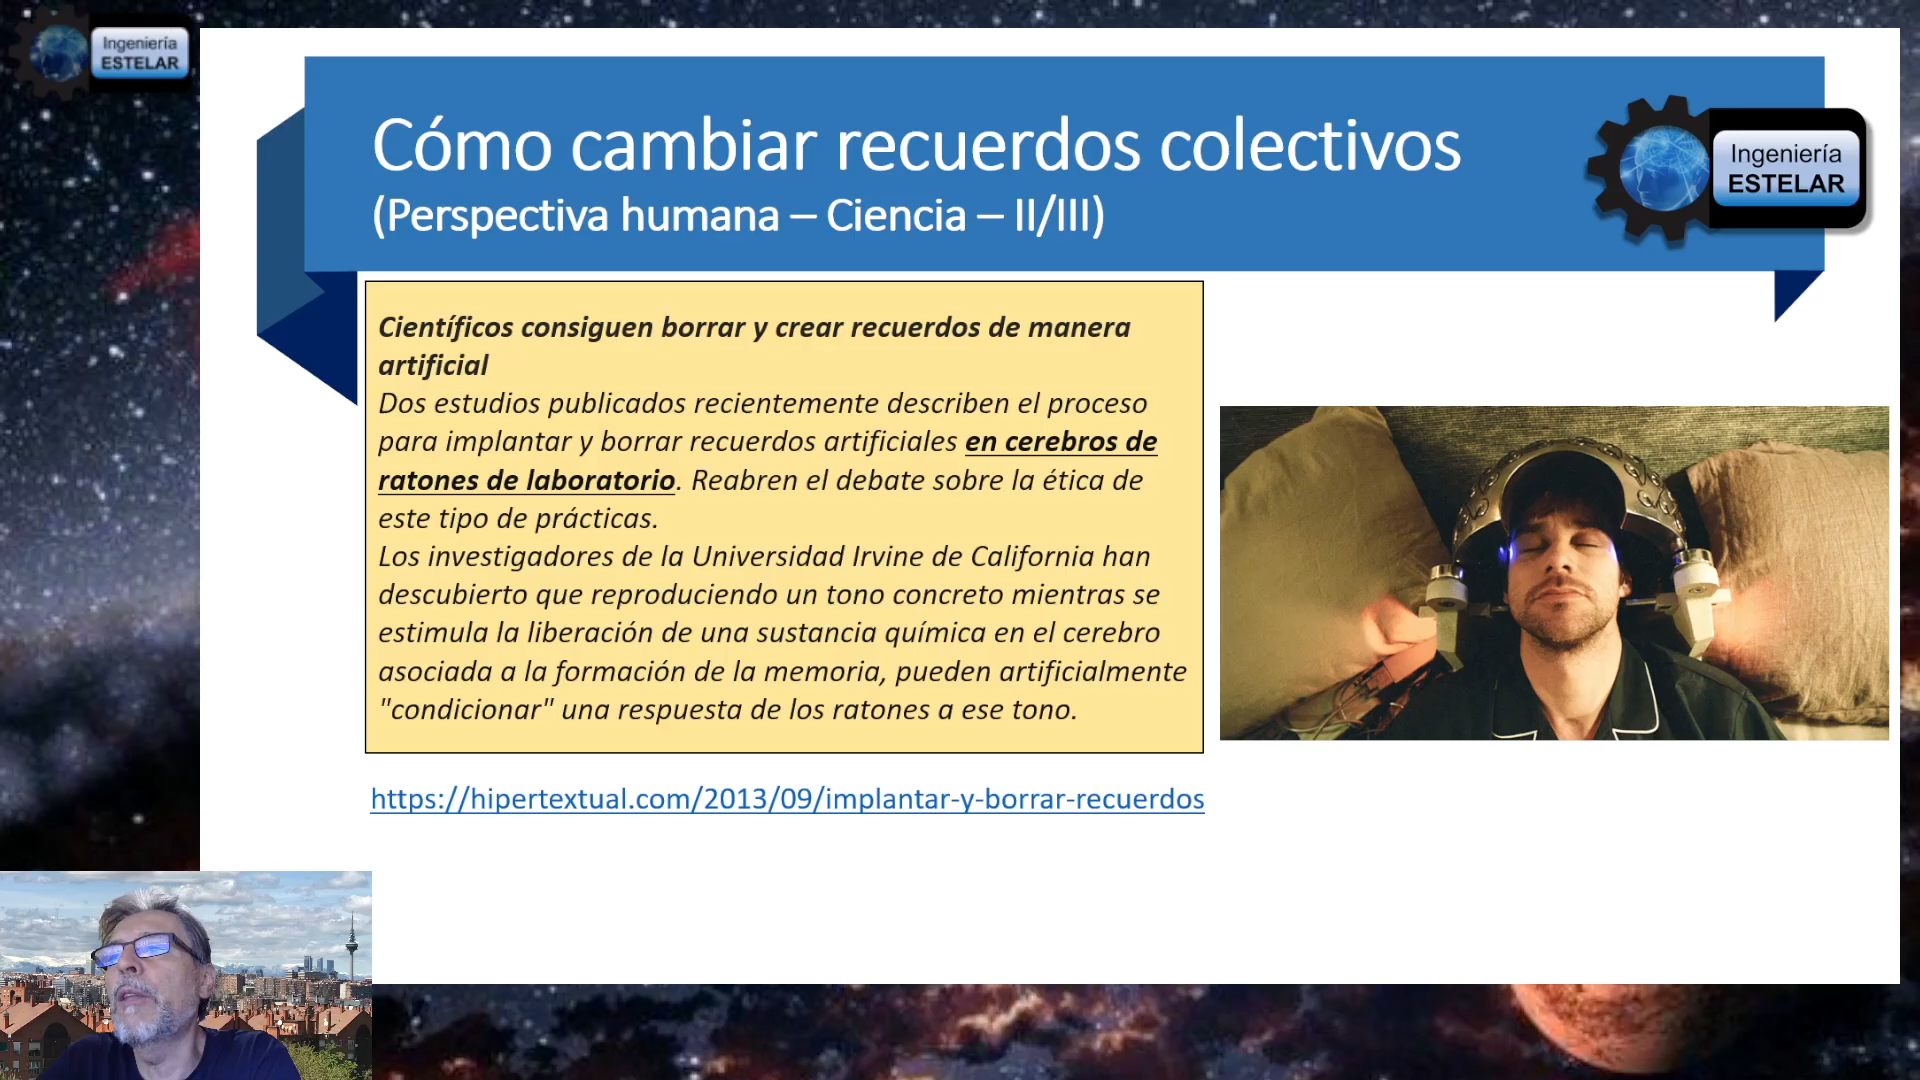 Ingeniería
ESTELAR
Cómo cambiar recuerdos colectivos
(Perspectiva humana – Ciencia – II/III)
Ingeniería
ESTELAR
Científicos consiguen borrar y crear recuerdos de manera
artificial
Dos estudios publicados recientemente describen el proceso
para implantar y borrar recuerdos artificiales en cerebros de
ratones de laboratorio. Reabren el debate sobre la ética de
este tipo de prácticas.
Los investigadores de la Universidad Irvine de California han
descubierto que reproduciendo un tono concreto mientras se
estimula la liberación de una sustancia química en el cerebro
asociada a la formación de la memoria, pueden artificialmente
"condicionar" una respuesta de los ratones a ese tono.
https://hipertextual.com/2013/09/implantar-y-borrar-recuerdos